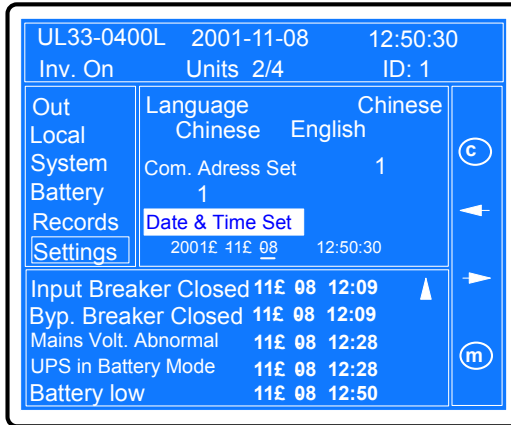 UL33-0400L 2001-11-08 12:50:30
Inv. On Units 2/4 ID: 1
Out
Local
System
Battery
Records
Settings
Language Chinese
Chinese English
Com. Adress Set 1
1
Date & Time Set
2001£ 11£ 08 12:50:30
c
m
Input Breaker Closed 11£ 08 12:09
Byp. Breaker Closed 11£ 08 12:09
Mains Volt. Abnormal 11£ 08 12:28
UPS in Battery Mode 11£ 08 12:28
Battery low 11£ 08 12:50